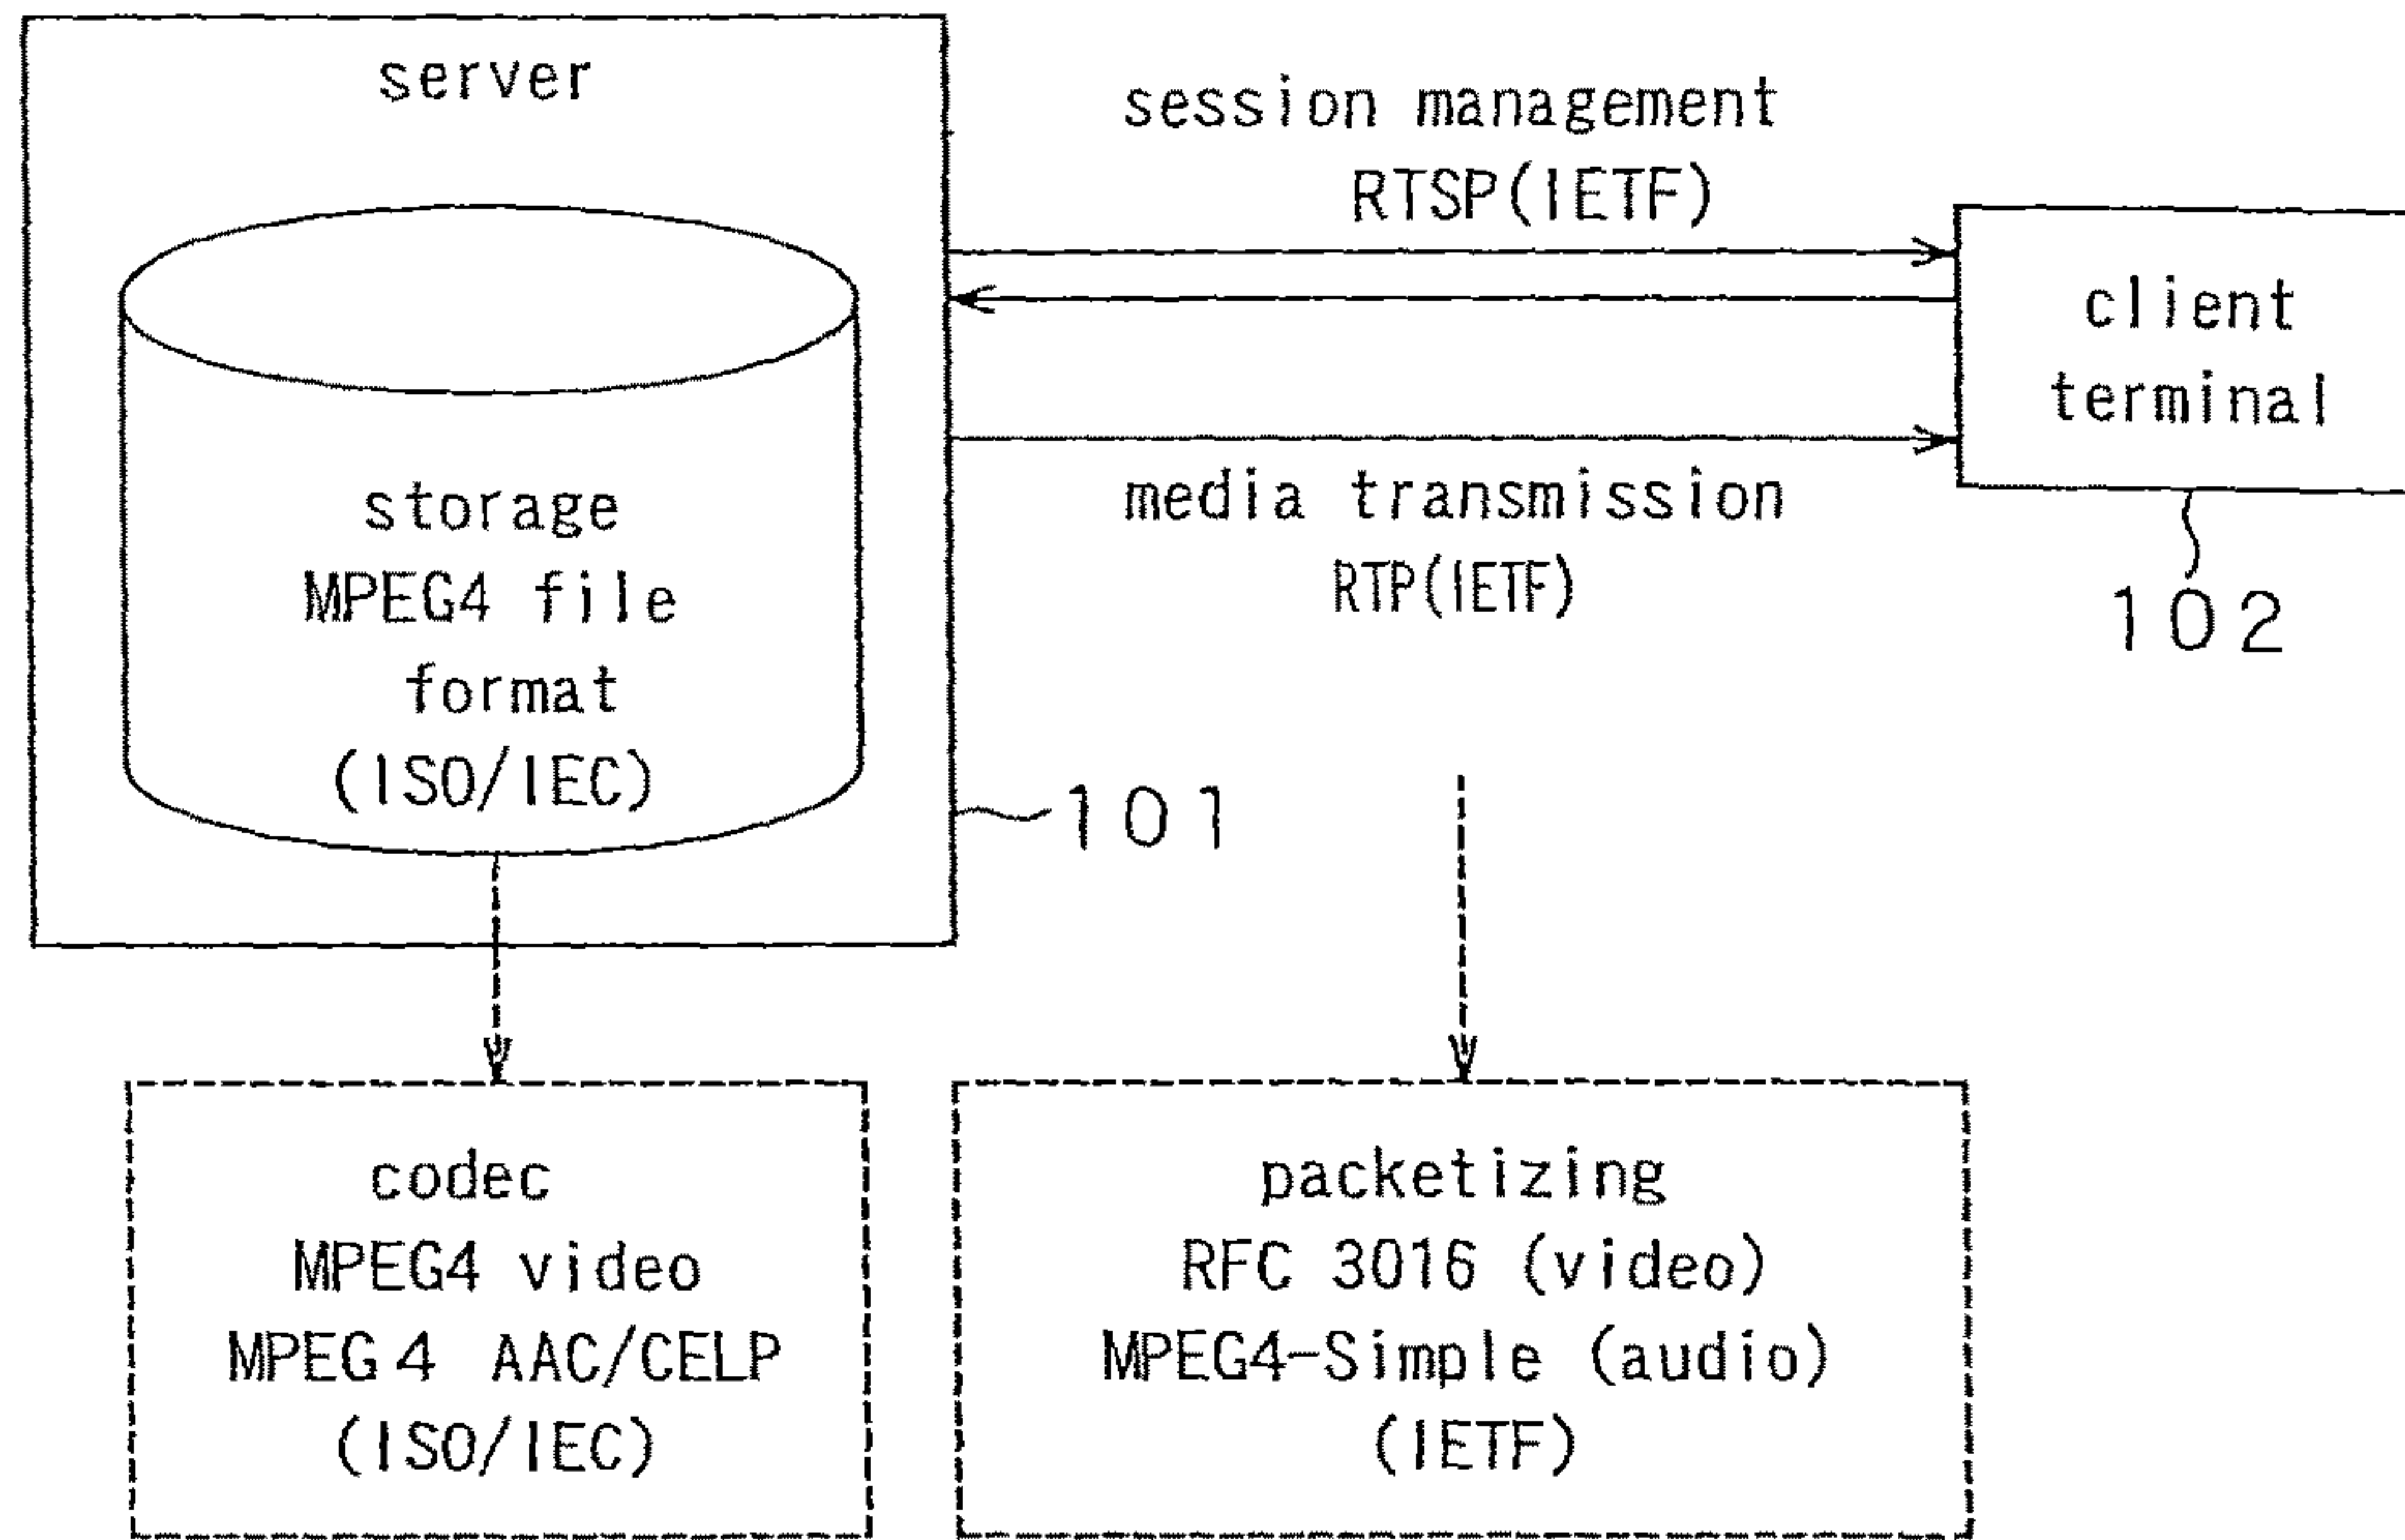 server
storage
MPEG4 file
format
(ISO/IEC)
101
session management
RTSP(IETF)
media transmission
RTP(IETF)
client
terminal
102
codec
MPEG4 video
MPEG4 AAC/CELP
(ISO/IEC)
packetizing
RFC 3016 (video)
MPEG4-Simple (audio)
(IETF)